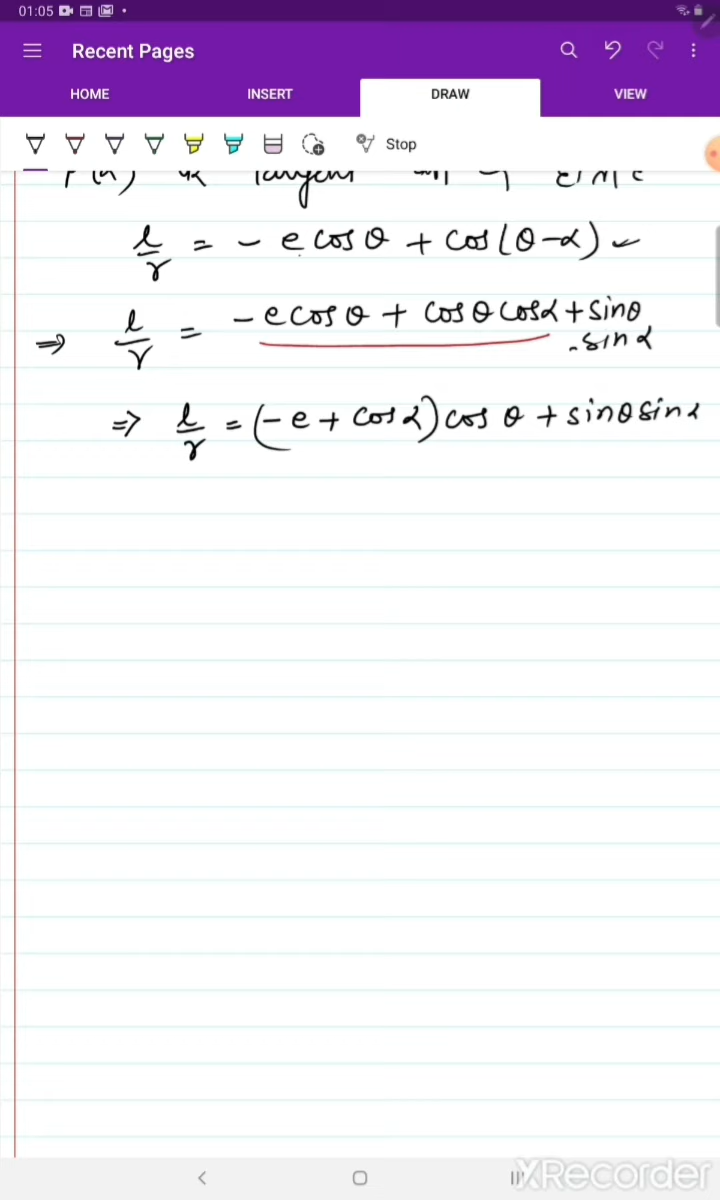 01:05
Recent Pages
HOME INSERT DRAW VIEW
Stop
l/r = - e cos θ + cos(θ-α)
⇒ l/r = - e cos θ + cos θ cos α + sin θ
. sin α
⇒ l/r = (- e + cos α) cos θ + sin θ sin α
XRecorder